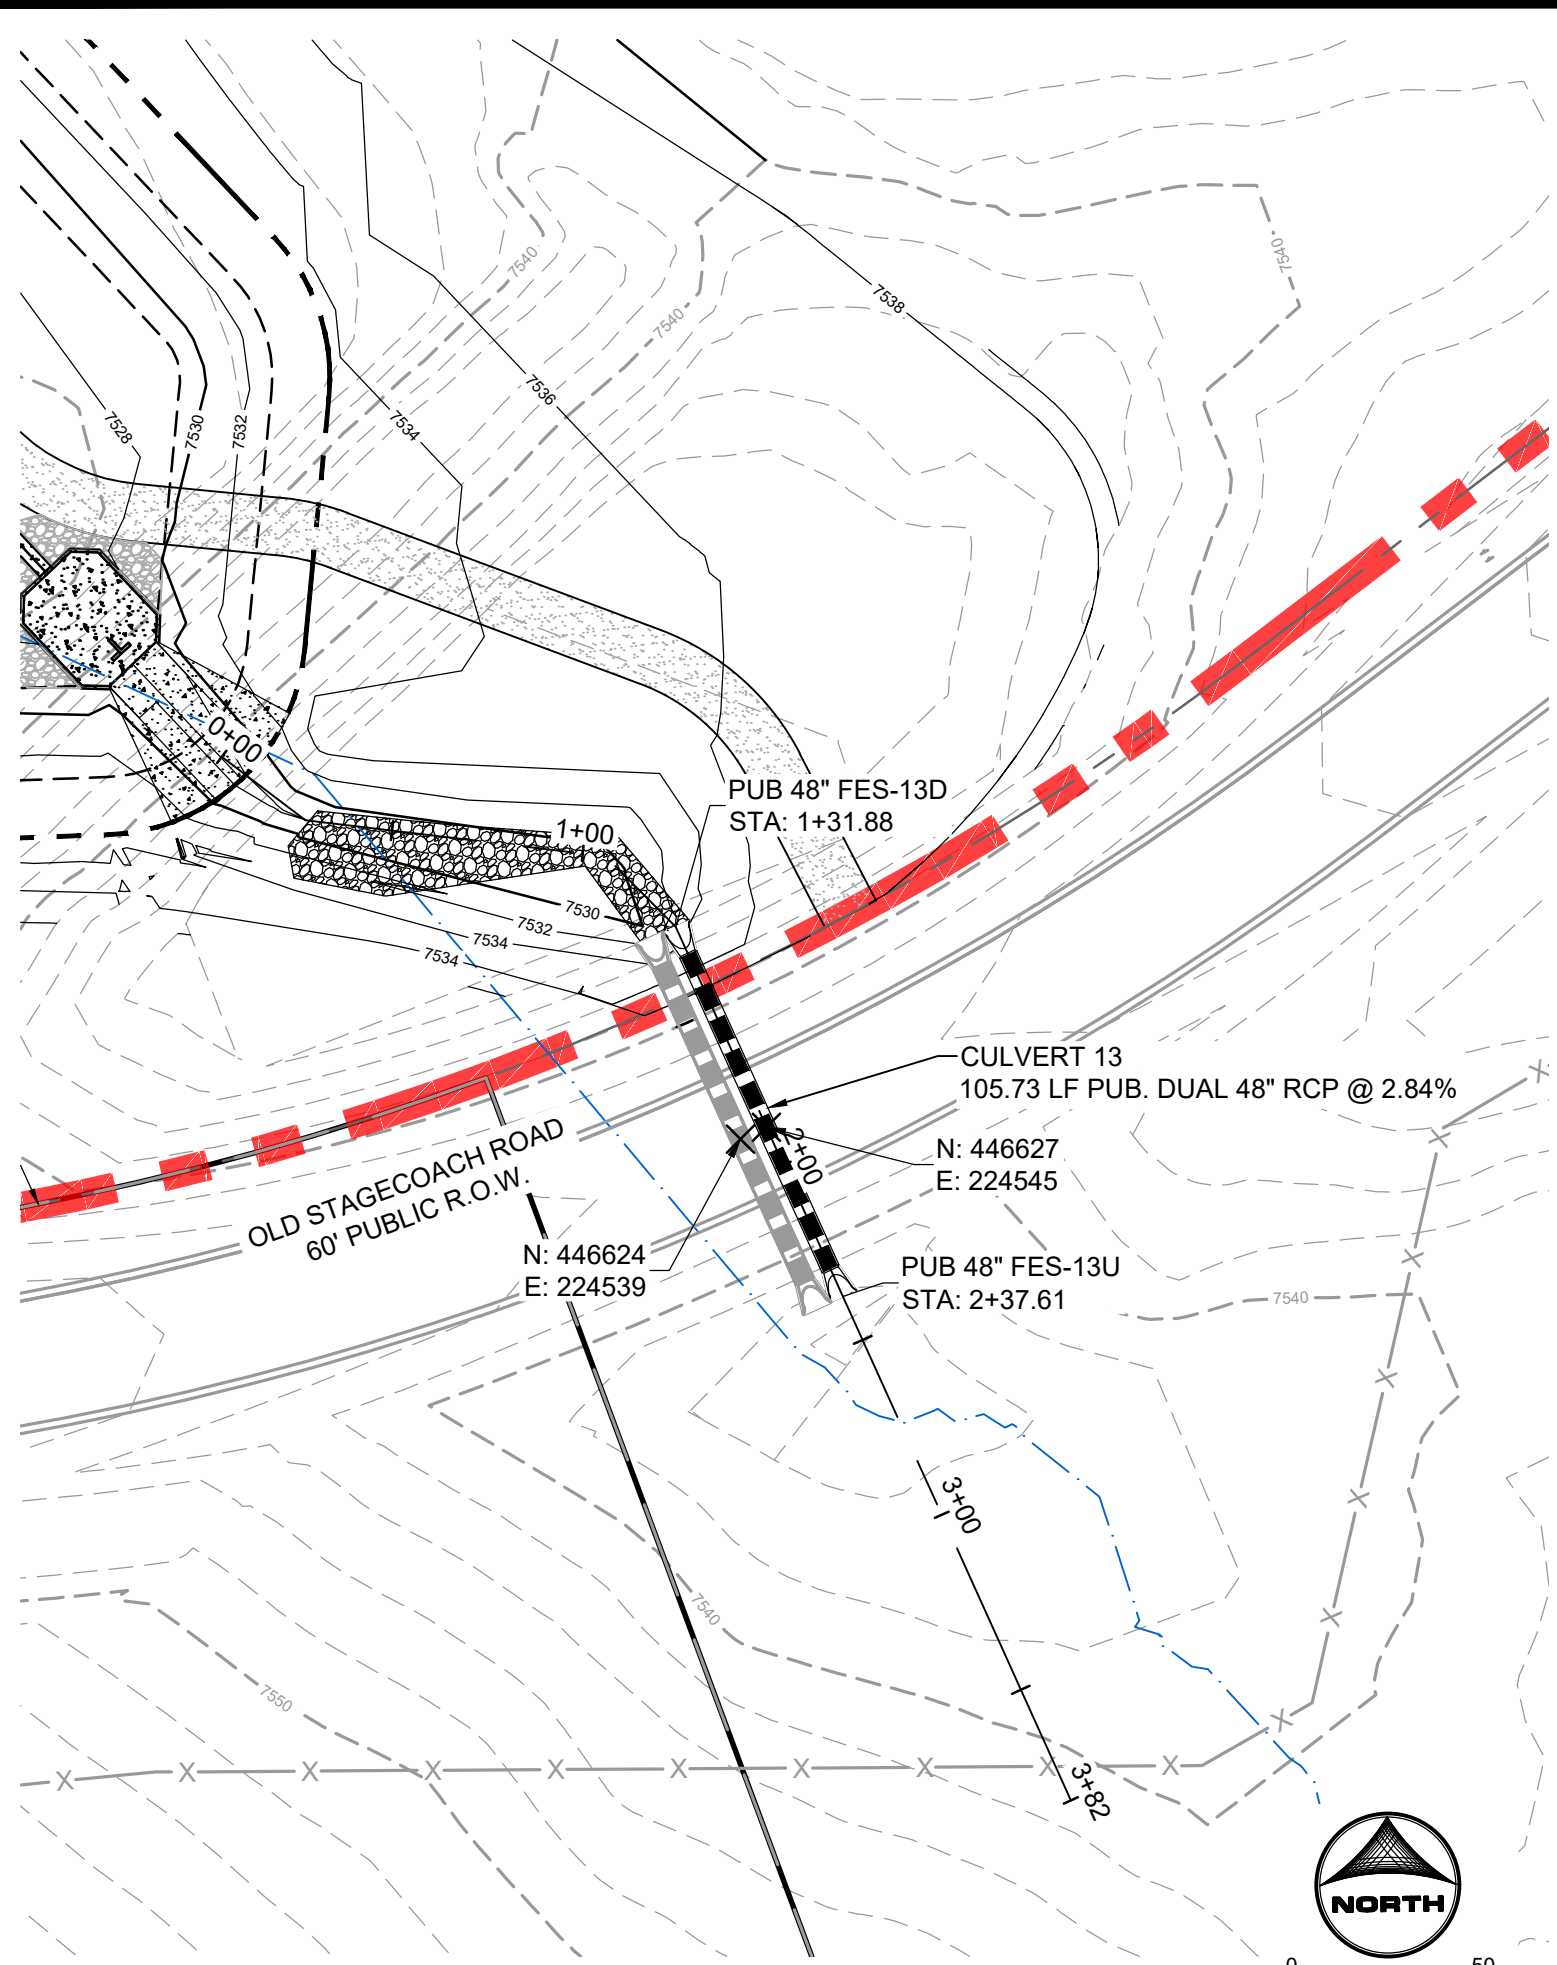 7540
7540
7540
7538
7536
7534
7532
7530
7528
0+00
1+00
PUB 48" FES-13D
STA: 1+31.88
7530
7532
7534
7534
CULVERT 13
105.73 LF PUB. DUAL 48" RCP @ 2.84%
2+00
N: 446627
E: 224545
OLD STAGECOACH ROAD
60' PUBLIC R.O.W.
N: 446624
E: 224539
PUB 48" FES-13U
STA: 2+37.61
7540
3+00
7540
7550
3+82
NORTH
0
50